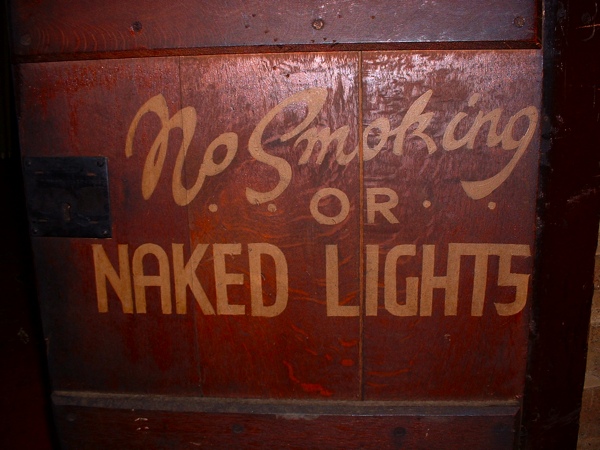 No Smoking
. . OR . .
NAKED LIGHTS